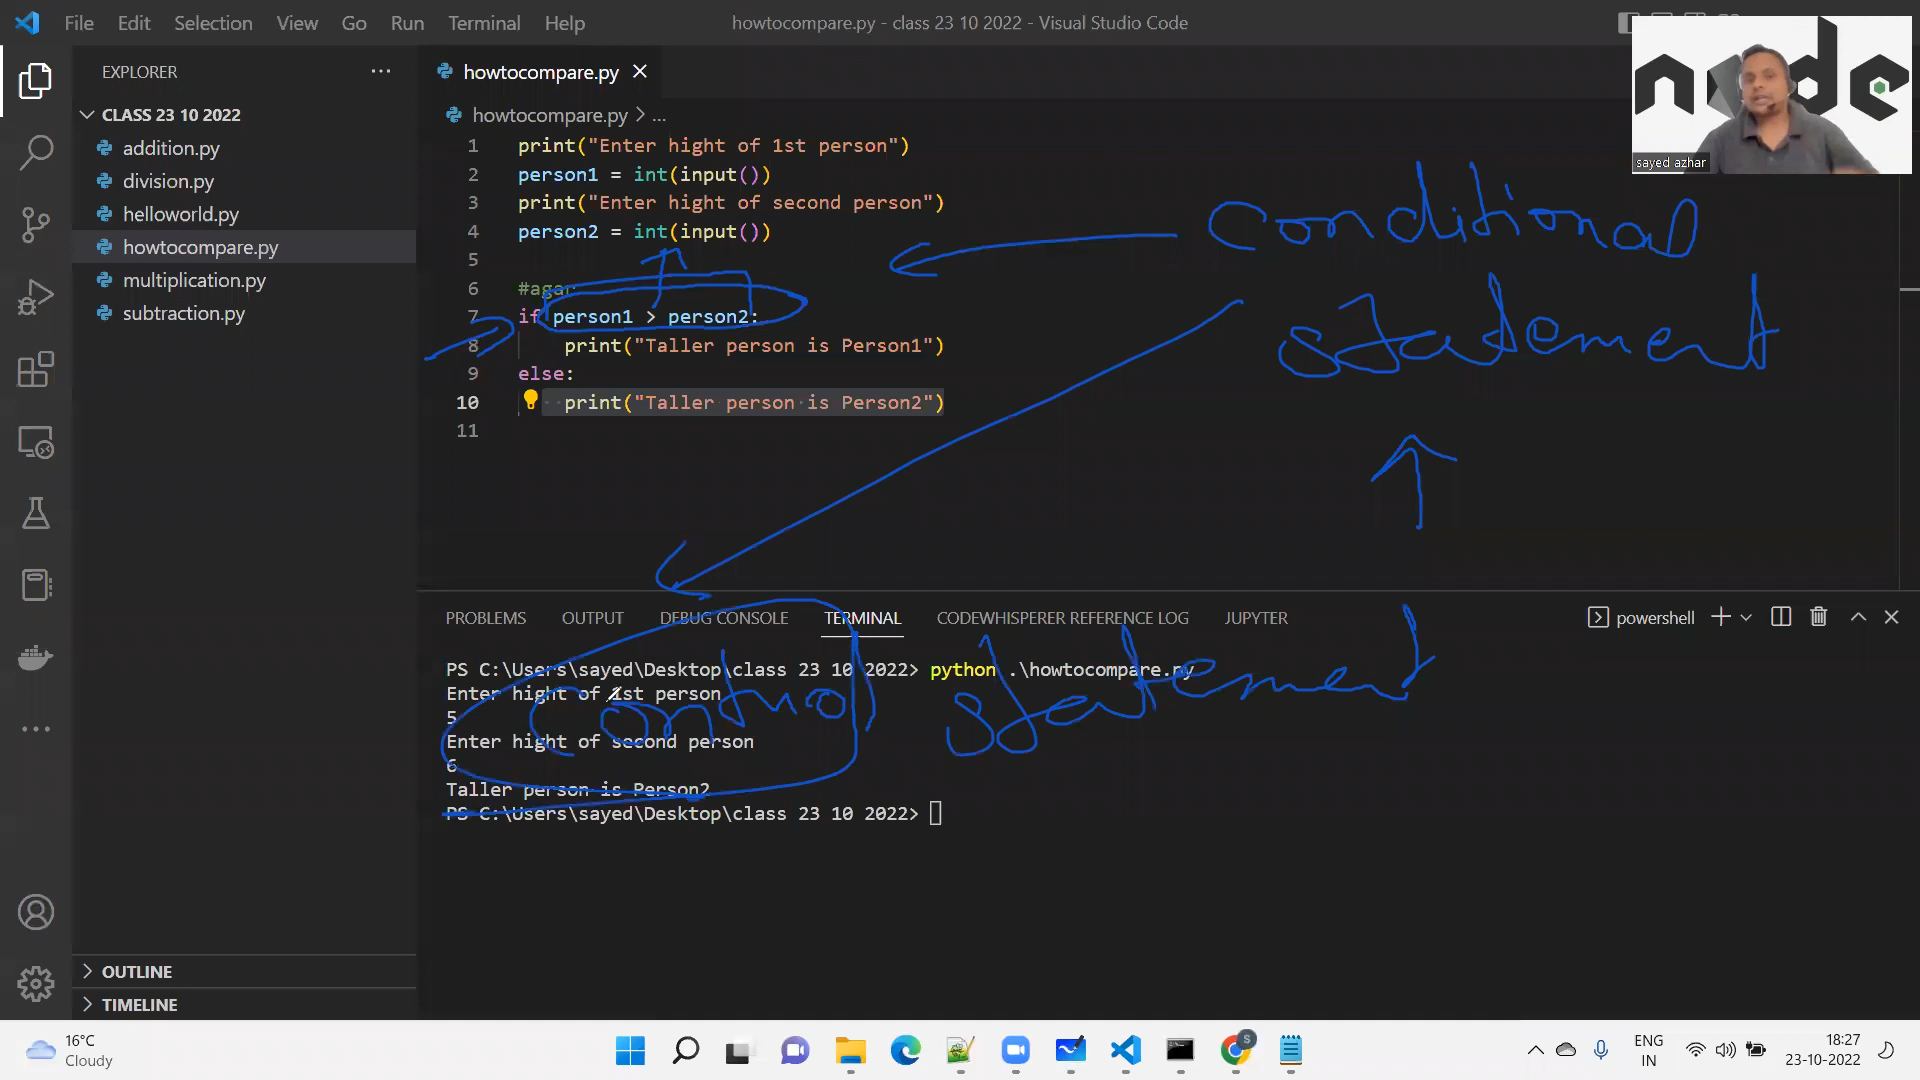 File Edit Selection View Go Run Terminal Help
howtocompare.py - class 23 10 2022 - Visual Studio Code
node
sayed azhar
EXPLORER
CLASS 23 10 2022
addition.py
division.py
helloworld.py
howtocompare.py
multiplication.py
subtraction.py
OUTLINE
TIMELINE
howtocompare.py
howtocompare.py > ...
1 print("Enter hight of 1st person")
2 person1 = int(input())
3 print("Enter hight of second person")
4 person2 = int(input())
5
6 #agar
7 if person1 > person2:
8 print("Taller person is Person1")
9 else:
10 print("Taller person is Person2")
11
conditional
statement
PROBLEMS OUTPUT DEBUG CONSOLE TERMINAL CODEWHISPERER REFERENCE LOG JUPYTER
powershell
PS C:\Users\sayed\Desktop\class 23 10 2022> python .\howtocompare.py
Enter hight of 1st person
5
Enter hight of second person
6
Taller person is Person2
PS C:\Users\sayed\Desktop\class 23 10 2022>
control statement
16°C
Cloudy
S
ENG
IN
18:27
23-10-2022